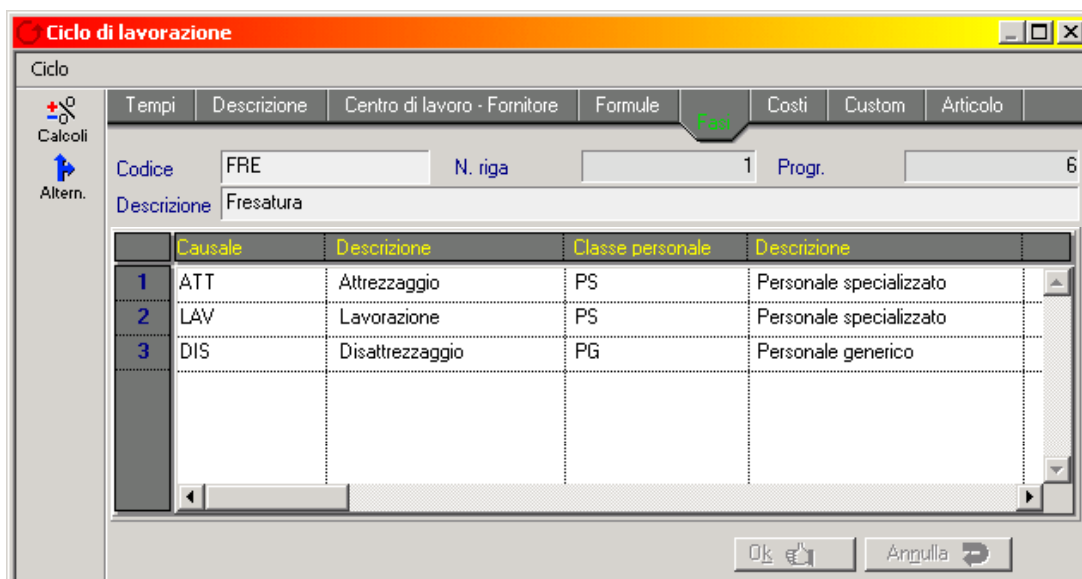 Ciclo di lavorazione
Ciclo
Calcoli
Altern.
Tempi Descrizione Centro di lavoro - Fornitore Formule Fasi Costi Custom Articolo
Codice FRE N. riga 1 Progr. 6
Descrizione Fresatura
Causale Descrizione Classe personale Descrizione
1 ATT Attrezzaggio PS Personale specializzato
2 LAV Lavorazione PS Personale specializzato
3 DIS Disattrezzaggio PG Personale generico
Ok Annulla